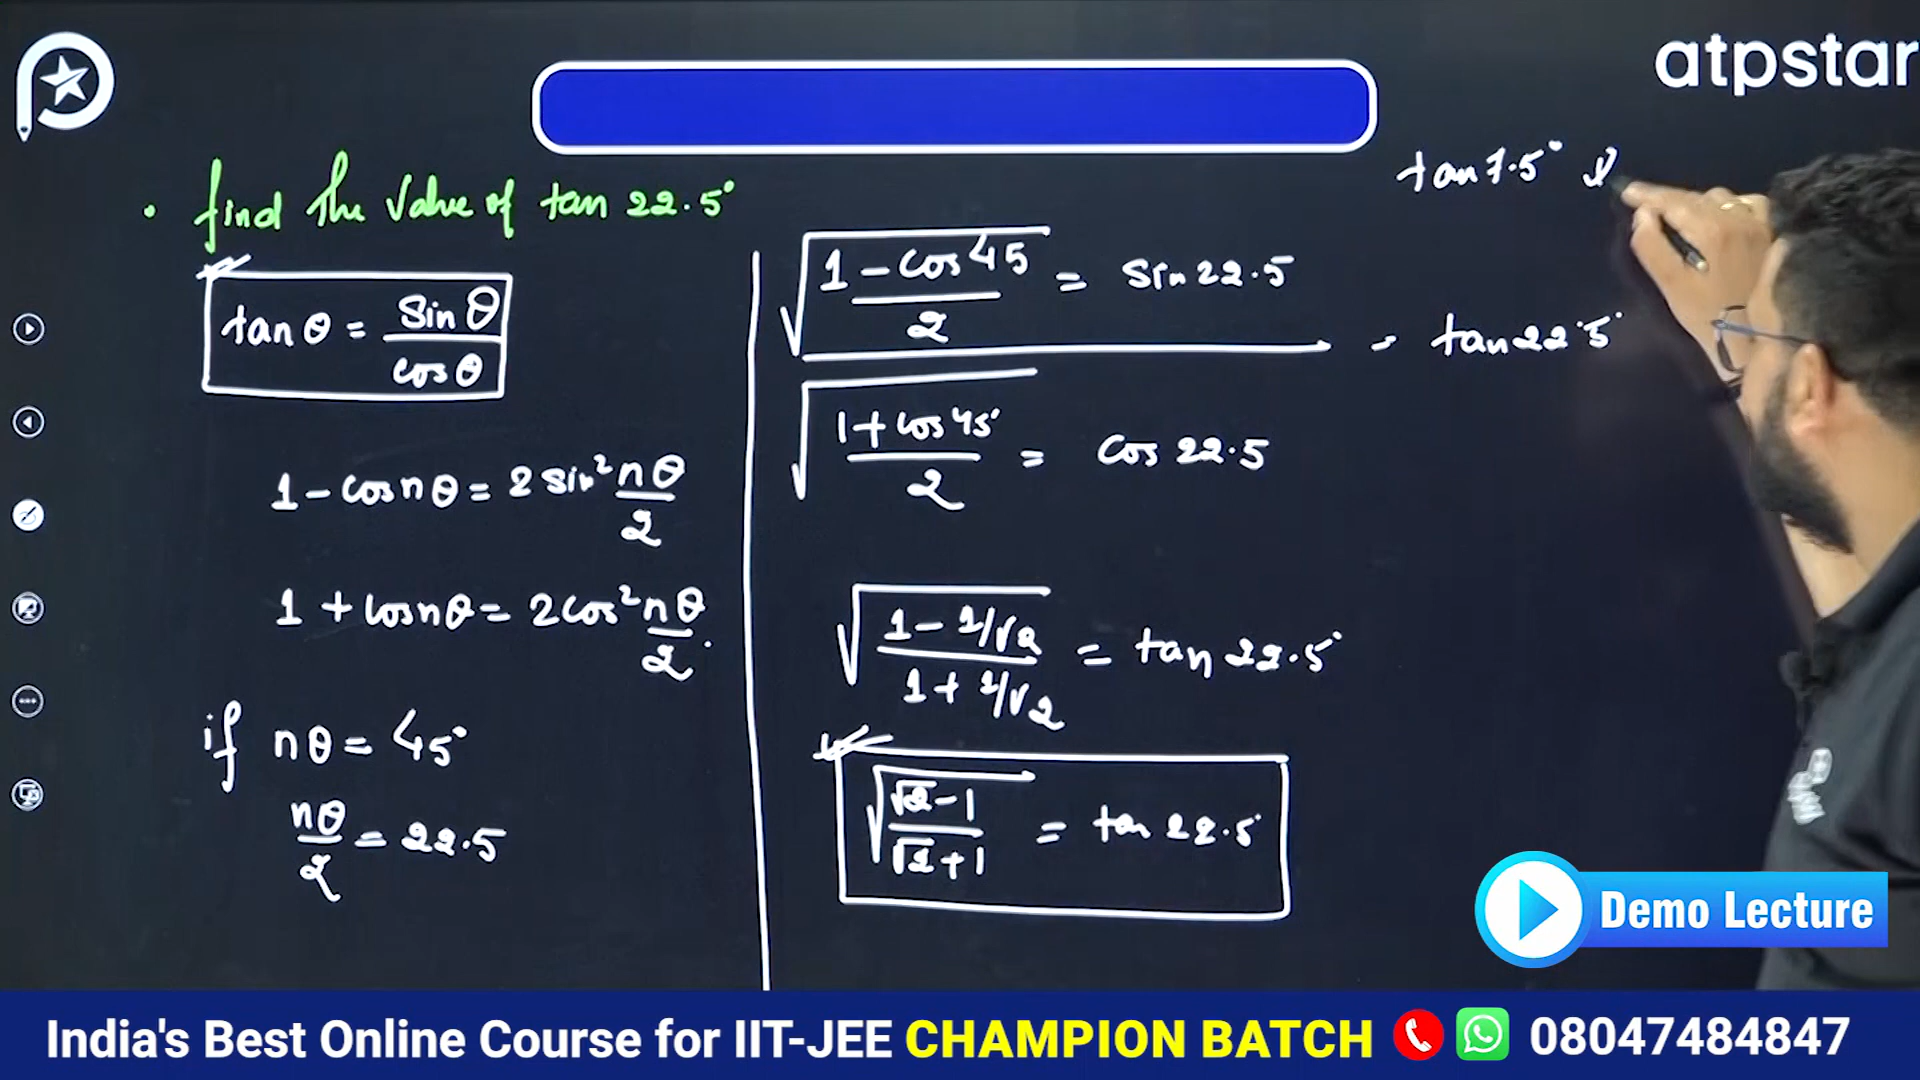 atpstar
tan 7.5°
• find the value of tan 22.5°
tan θ = sin θ / cos θ
1 - cos nθ = 2 sin² nθ/2
1 + cos nθ = 2 cos² nθ/2.
if nθ = 45°
nθ/2 = 22.5
√(1 - cos 45 / 2) = sin 22.5
= tan 22.5°
√(1 + cos 45° / 2) = cos 22.5
√(1 - 1/√2 / 1 + 1/√2) = tan 22.5°
√(√2 - 1 / √2 + 1) = tan 22.5°
Demo Lecture
India's Best Online Course for IIT-JEE CHAMPION BATCH 08047484847